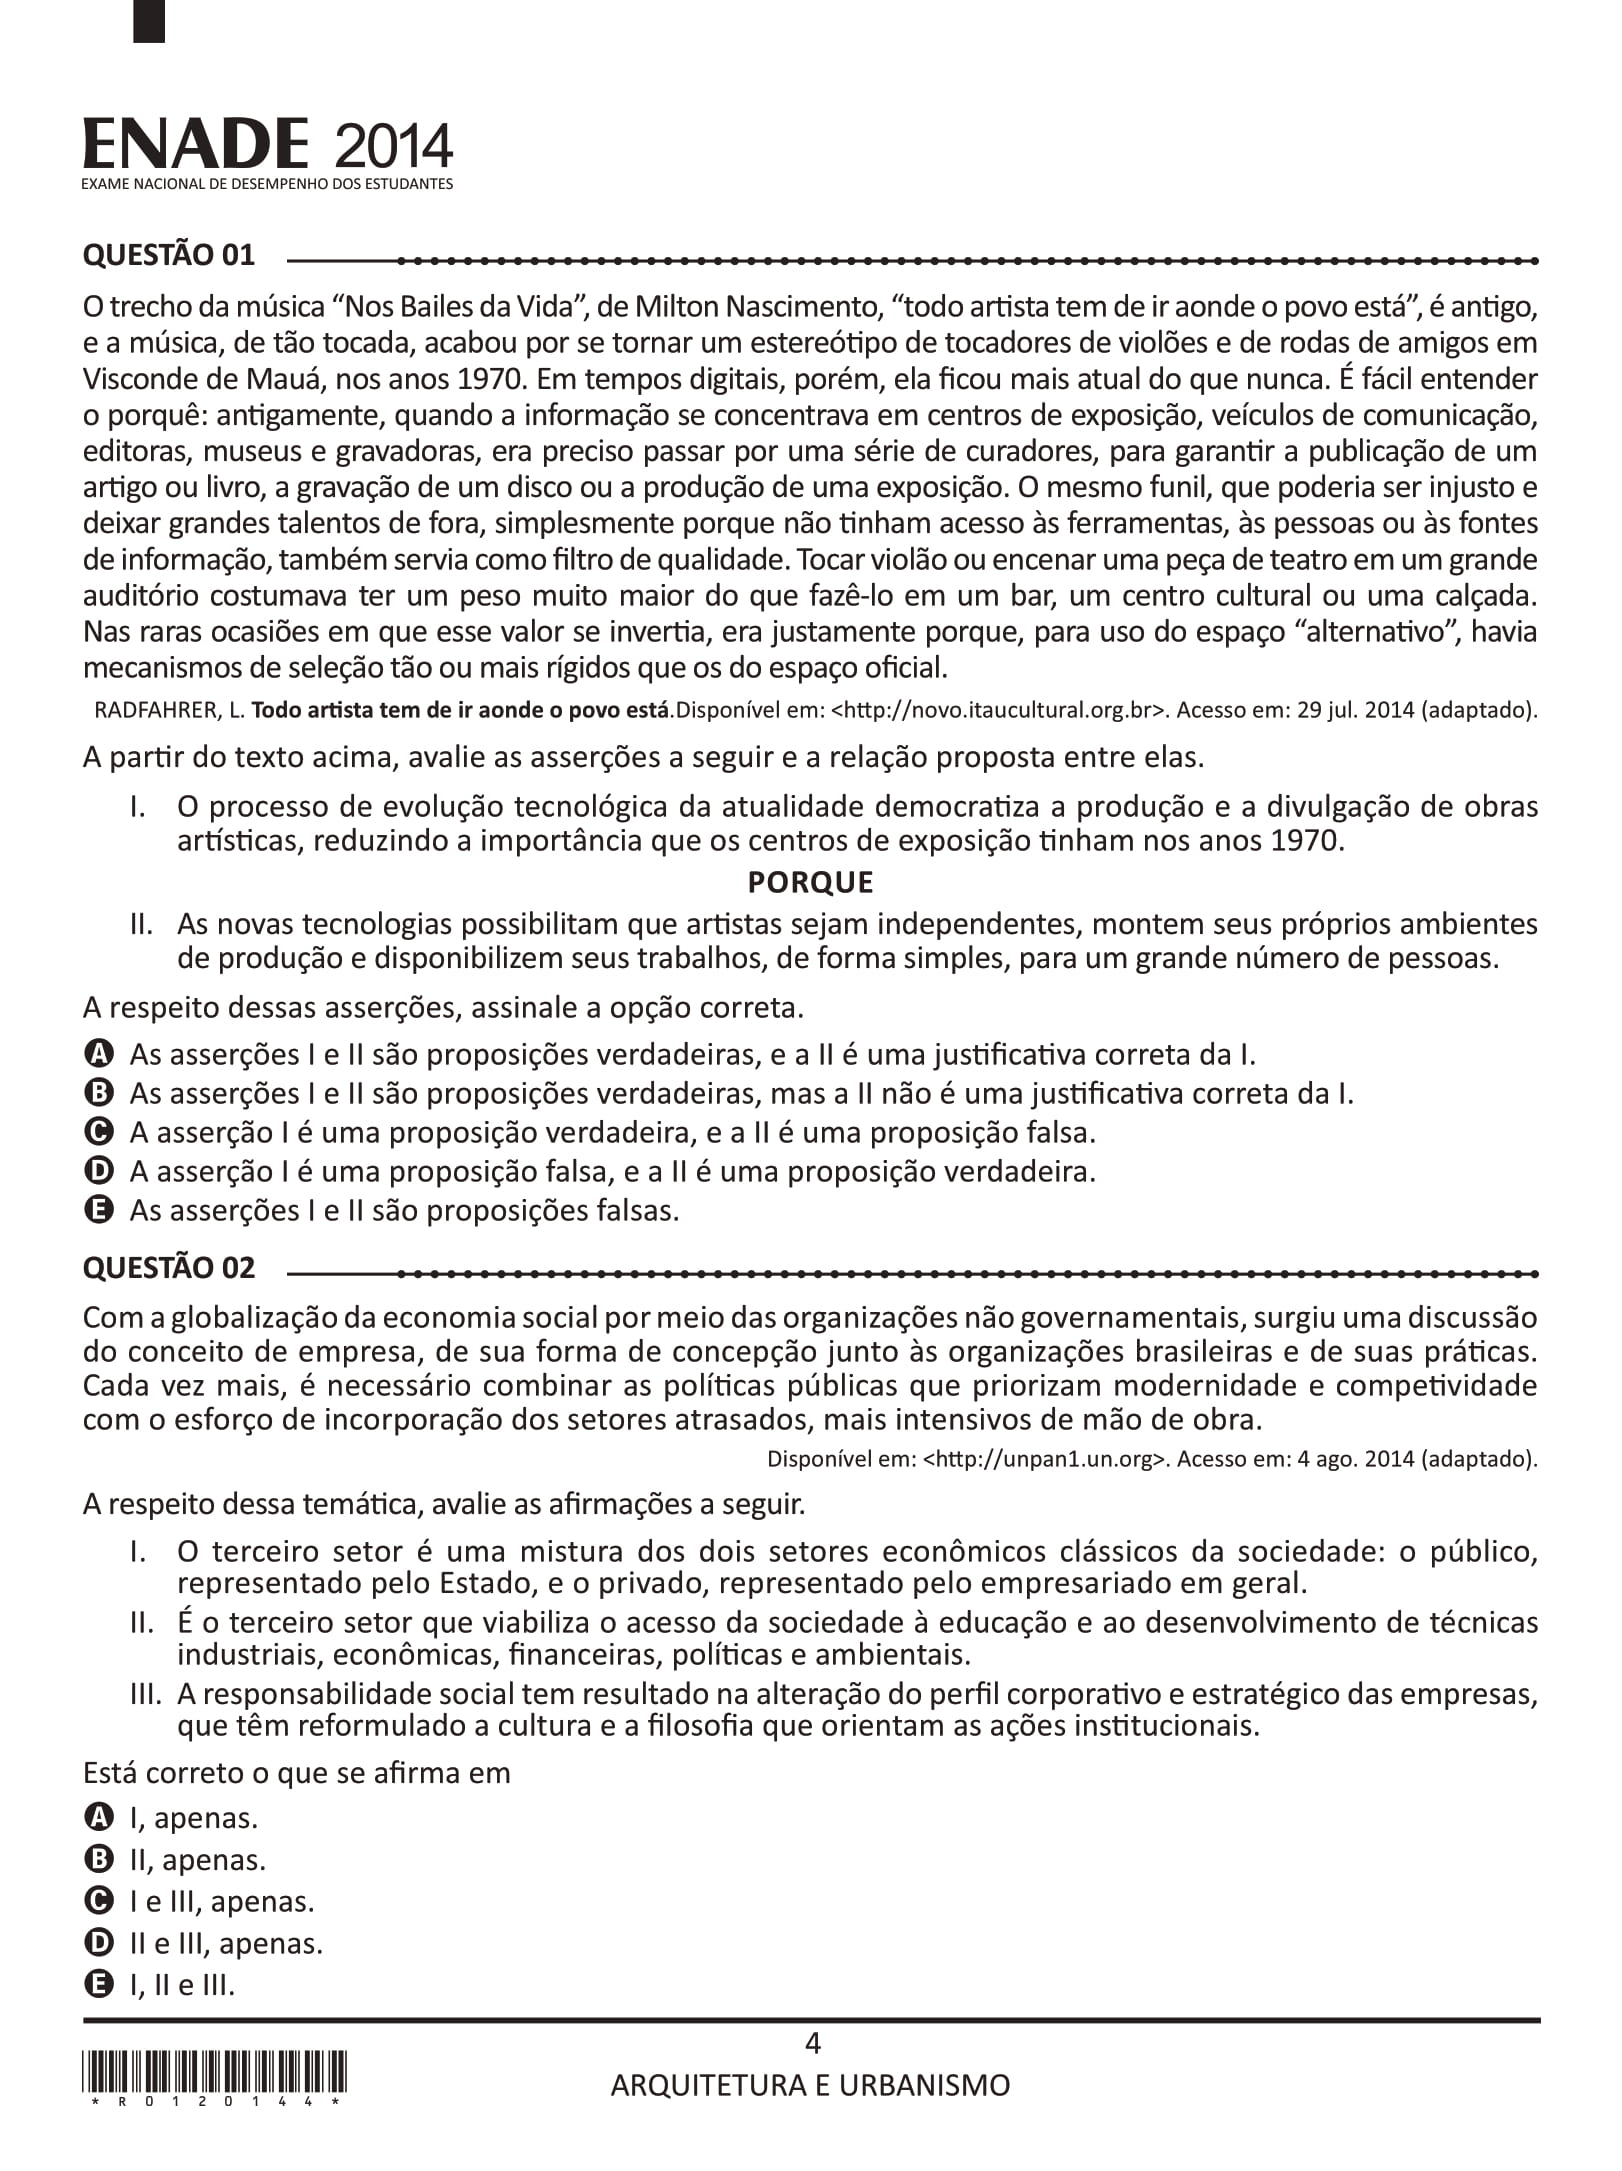 ENADE 2014
EXAME NACIONAL DE DESEMPENHO DOS ESTUDANTES
QUESTÃO 01
O trecho da música “Nos Bailes da Vida”, de Milton Nascimento, “todo artista tem de ir aonde o povo está”, é antigo,
e a música, de tão tocada, acabou por se tornar um estereótipo de tocadores de violões e de rodas de amigos em
Visconde de Mauá, nos anos 1970. Em tempos digitais, porém, ela ficou mais atual do que nunca. É fácil entender
o porquê: antigamente, quando a informação se concentrava em centros de exposição, veículos de comunicação,
editoras, museus e gravadoras, era preciso passar por uma série de curadores, para garantir a publicação de um
artigo ou livro, a gravação de um disco ou a produção de uma exposição. O mesmo funil, que poderia ser injusto e
deixar grandes talentos de fora, simplesmente porque não tinham acesso às ferramentas, às pessoas ou às fontes
de informação, também servia como filtro de qualidade. Tocar violão ou encenar uma peça de teatro em um grande
auditório costumava ter um peso muito maior do que fazê-lo em um bar, um centro cultural ou uma calçada.
Nas raras ocasiões em que esse valor se invertia, era justamente porque, para uso do espaço “alternativo”, havia
mecanismos de seleção tão ou mais rígidos que os do espaço oficial.
RADFAHRER, L. Todo artista tem de ir aonde o povo está.Disponível em: <http://novo.itaucultural.org.br>. Acesso em: 29 jul. 2014 (adaptado).
A partir do texto acima, avalie as asserções a seguir e a relação proposta entre elas.
I. O processo de evolução tecnológica da atualidade democratiza a produção e a divulgação de obras
artísticas, reduzindo a importância que os centros de exposição tinham nos anos 1970.
PORQUE
II. As novas tecnologias possibilitam que artistas sejam independentes, montem seus próprios ambientes
de produção e disponibilizem seus trabalhos, de forma simples, para um grande número de pessoas.
A respeito dessas asserções, assinale a opção correta.
A As asserções I e II são proposições verdadeiras, e a II é uma justificativa correta da I.
B As asserções I e II são proposições verdadeiras, mas a II não é uma justificativa correta da I.
C A asserção I é uma proposição verdadeira, e a II é uma proposição falsa.
D A asserção I é uma proposição falsa, e a II é uma proposição verdadeira.
E As asserções I e II são proposições falsas.
QUESTÃO 02
Com a globalização da economia social por meio das organizações não governamentais, surgiu uma discussão
do conceito de empresa, de sua forma de concepção junto às organizações brasileiras e de suas práticas.
Cada vez mais, é necessário combinar as políticas públicas que priorizam modernidade e competividade
com o esforço de incorporação dos setores atrasados, mais intensivos de mão de obra.
Disponível em: <http://unpan1.un.org>. Acesso em: 4 ago. 2014 (adaptado).
A respeito dessa temática, avalie as afirmações a seguir.
I. O terceiro setor é uma mistura dos dois setores econômicos clássicos da sociedade: o público,
representado pelo Estado, e o privado, representado pelo empresariado em geral.
II. É o terceiro setor que viabiliza o acesso da sociedade à educação e ao desenvolvimento de técnicas
industriais, econômicas, financeiras, políticas e ambientais.
III. A responsabilidade social tem resultado na alteração do perfil corporativo e estratégico das empresas,
que têm reformulado a cultura e a filosofia que orientam as ações institucionais.
Está correto o que se afirma em
A I, apenas.
B II, apenas.
C I e III, apenas.
D II e III, apenas.
E I, II e III.
4
ARQUITETURA E URBANISMO
* R 0 1 2 0 1 4 4 *